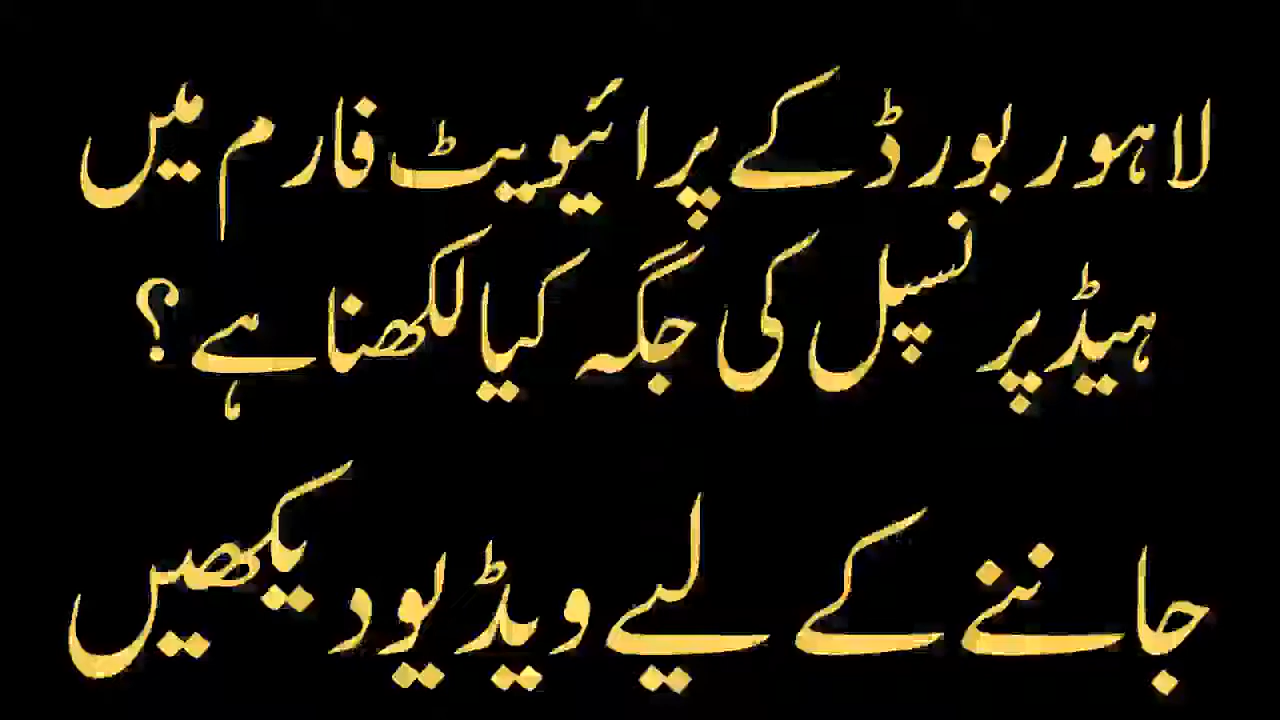 لاہور بورڈ کے پرائیویٹ فارم میں
ہیڈ پرنسپل کی جگہ کیا لکھنا ہے؟
جاننے کے لیے ویڈیو دیکھیں